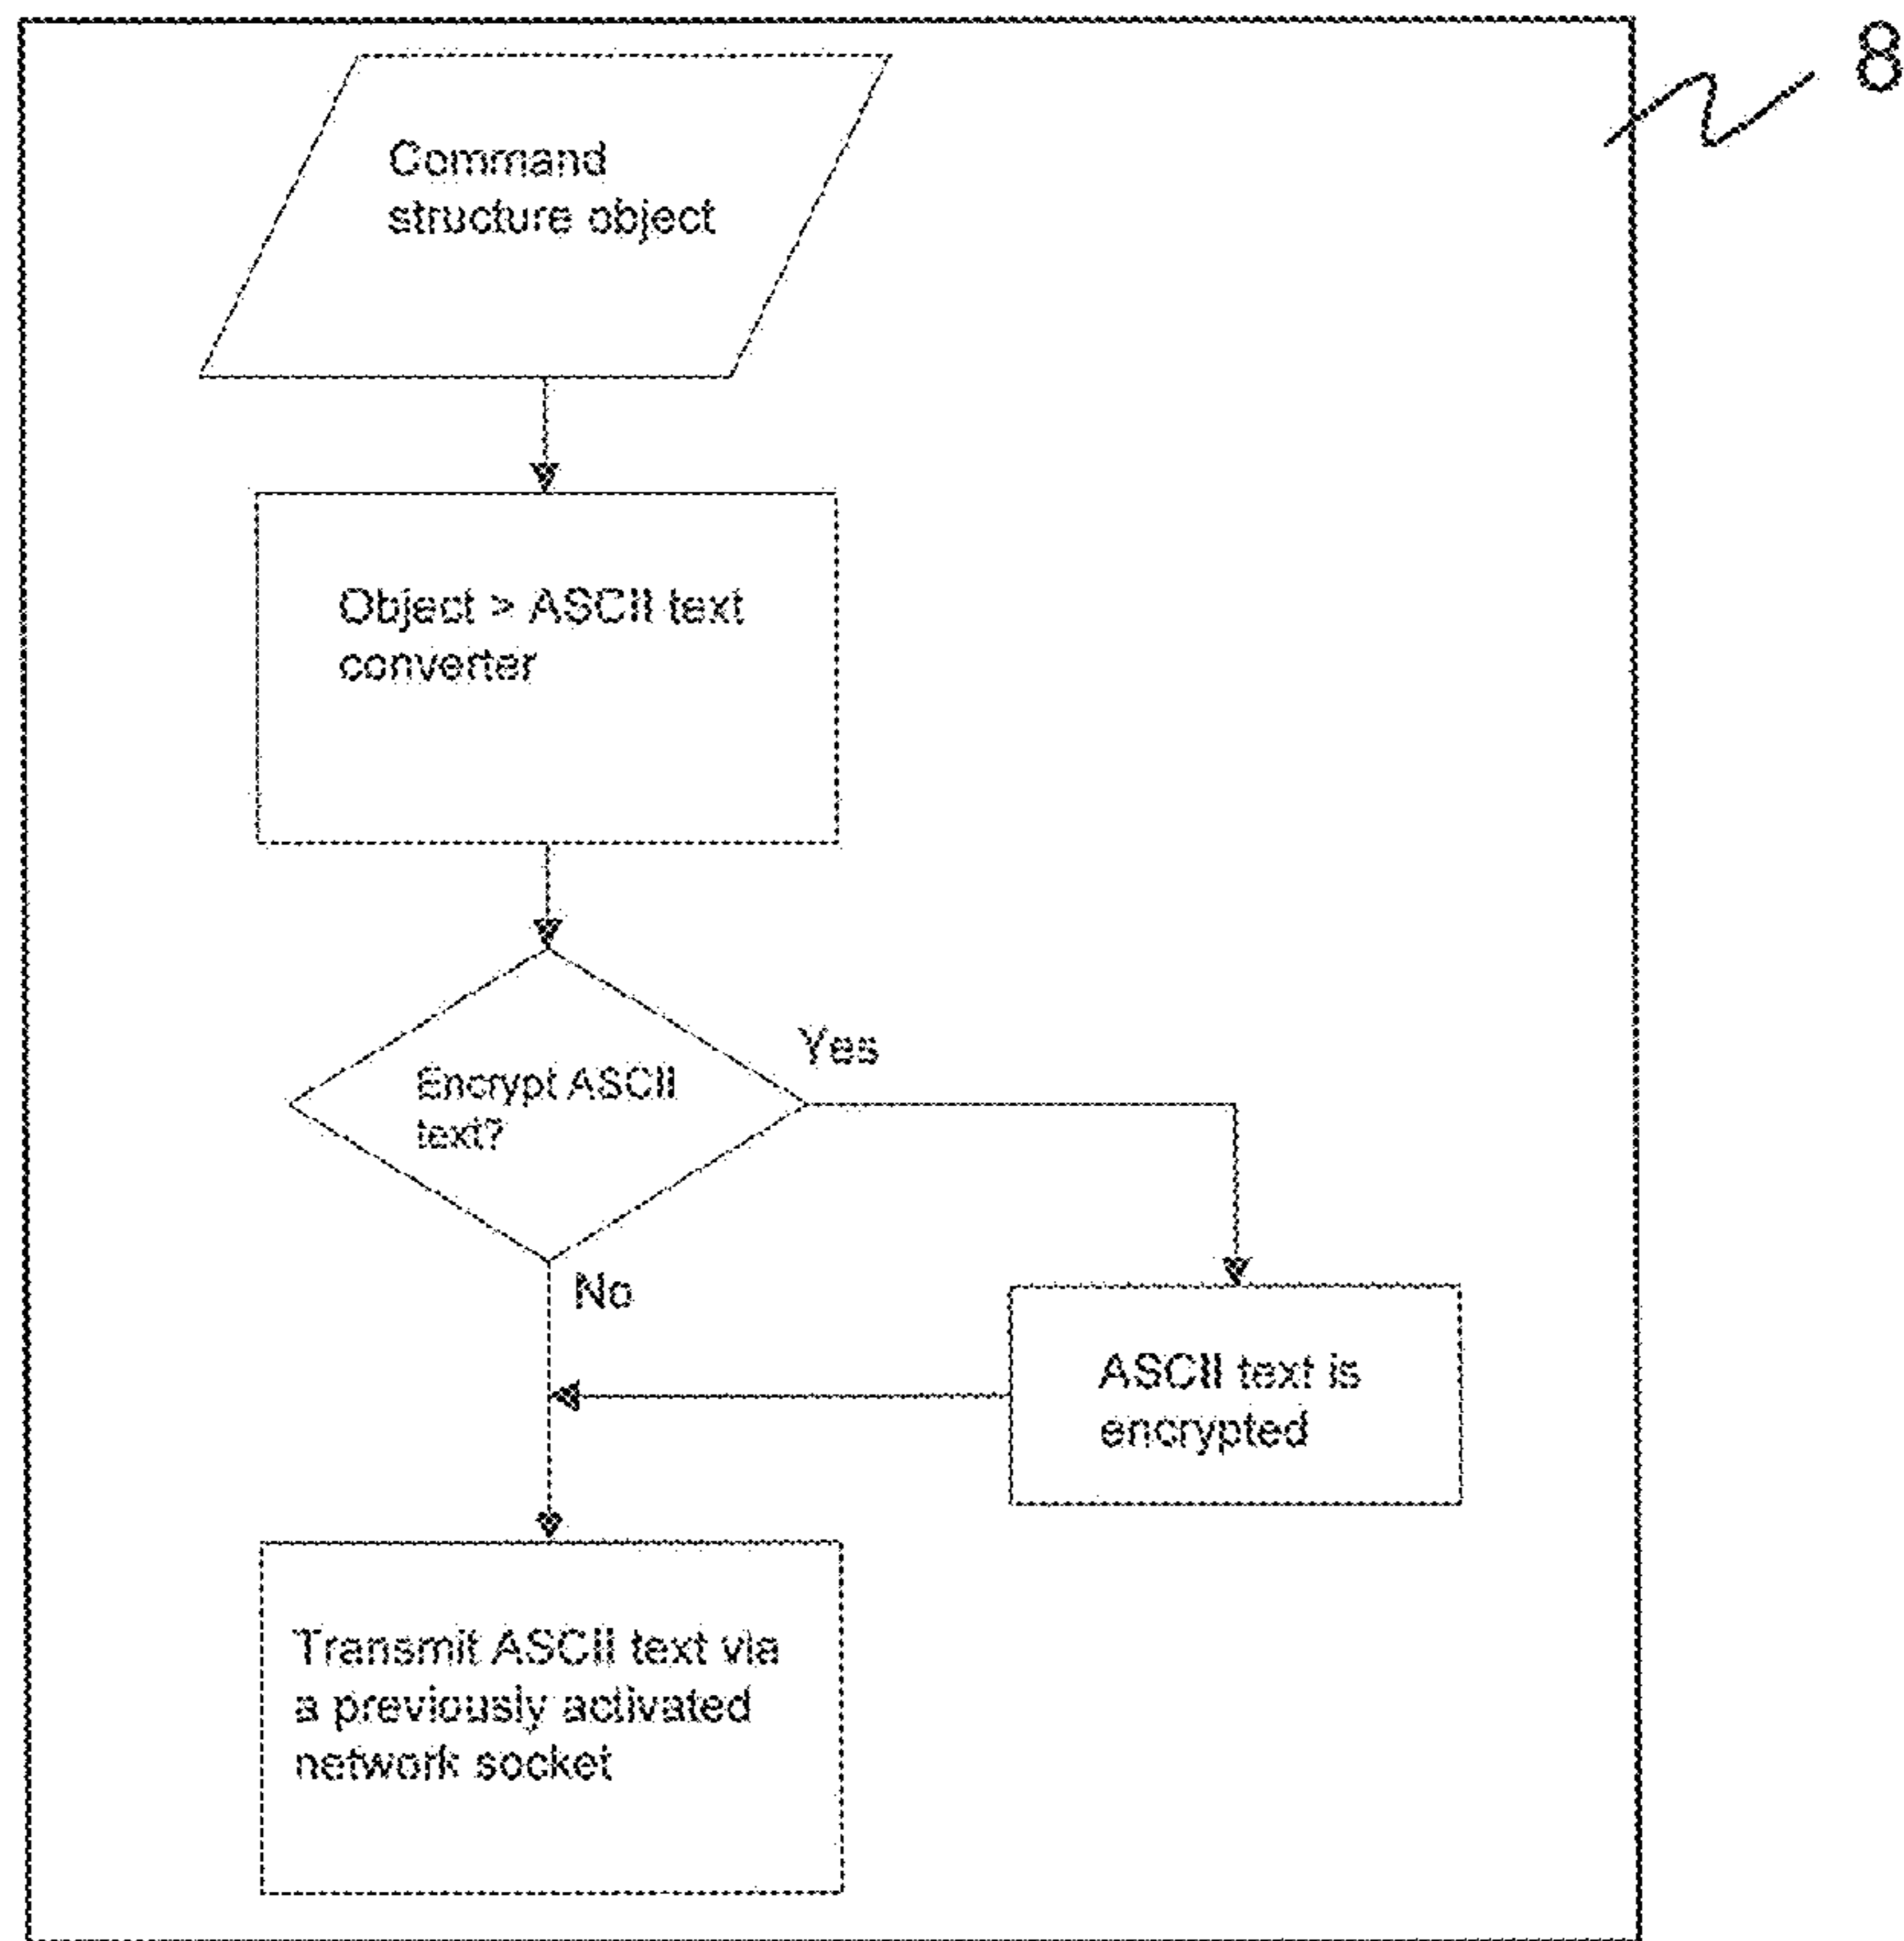 8
Command
structure object
Object > ASCII text
converter
Encrypt ASCII
text?
Yes
No
ASCII text is
encrypted
Transmit ASCII text via
a previously activated
network socket